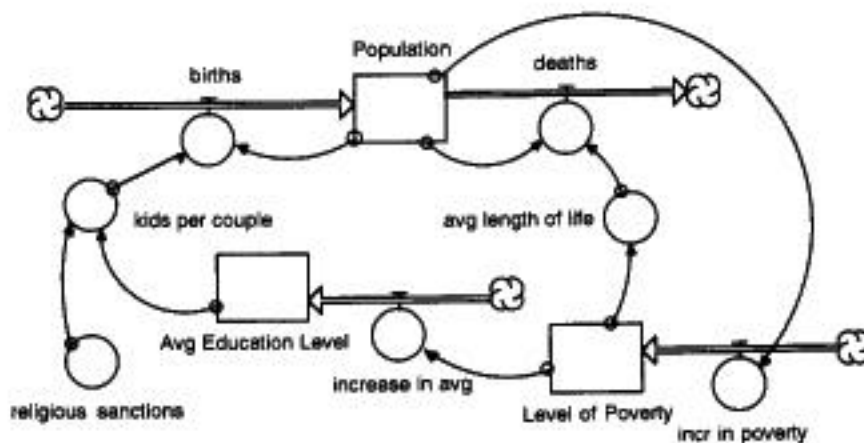 Population
births
deaths
kids per couple
avg length of life
Avg Education Level
increase in avg
Level of Poverty
religious sanctions
incr in poverty